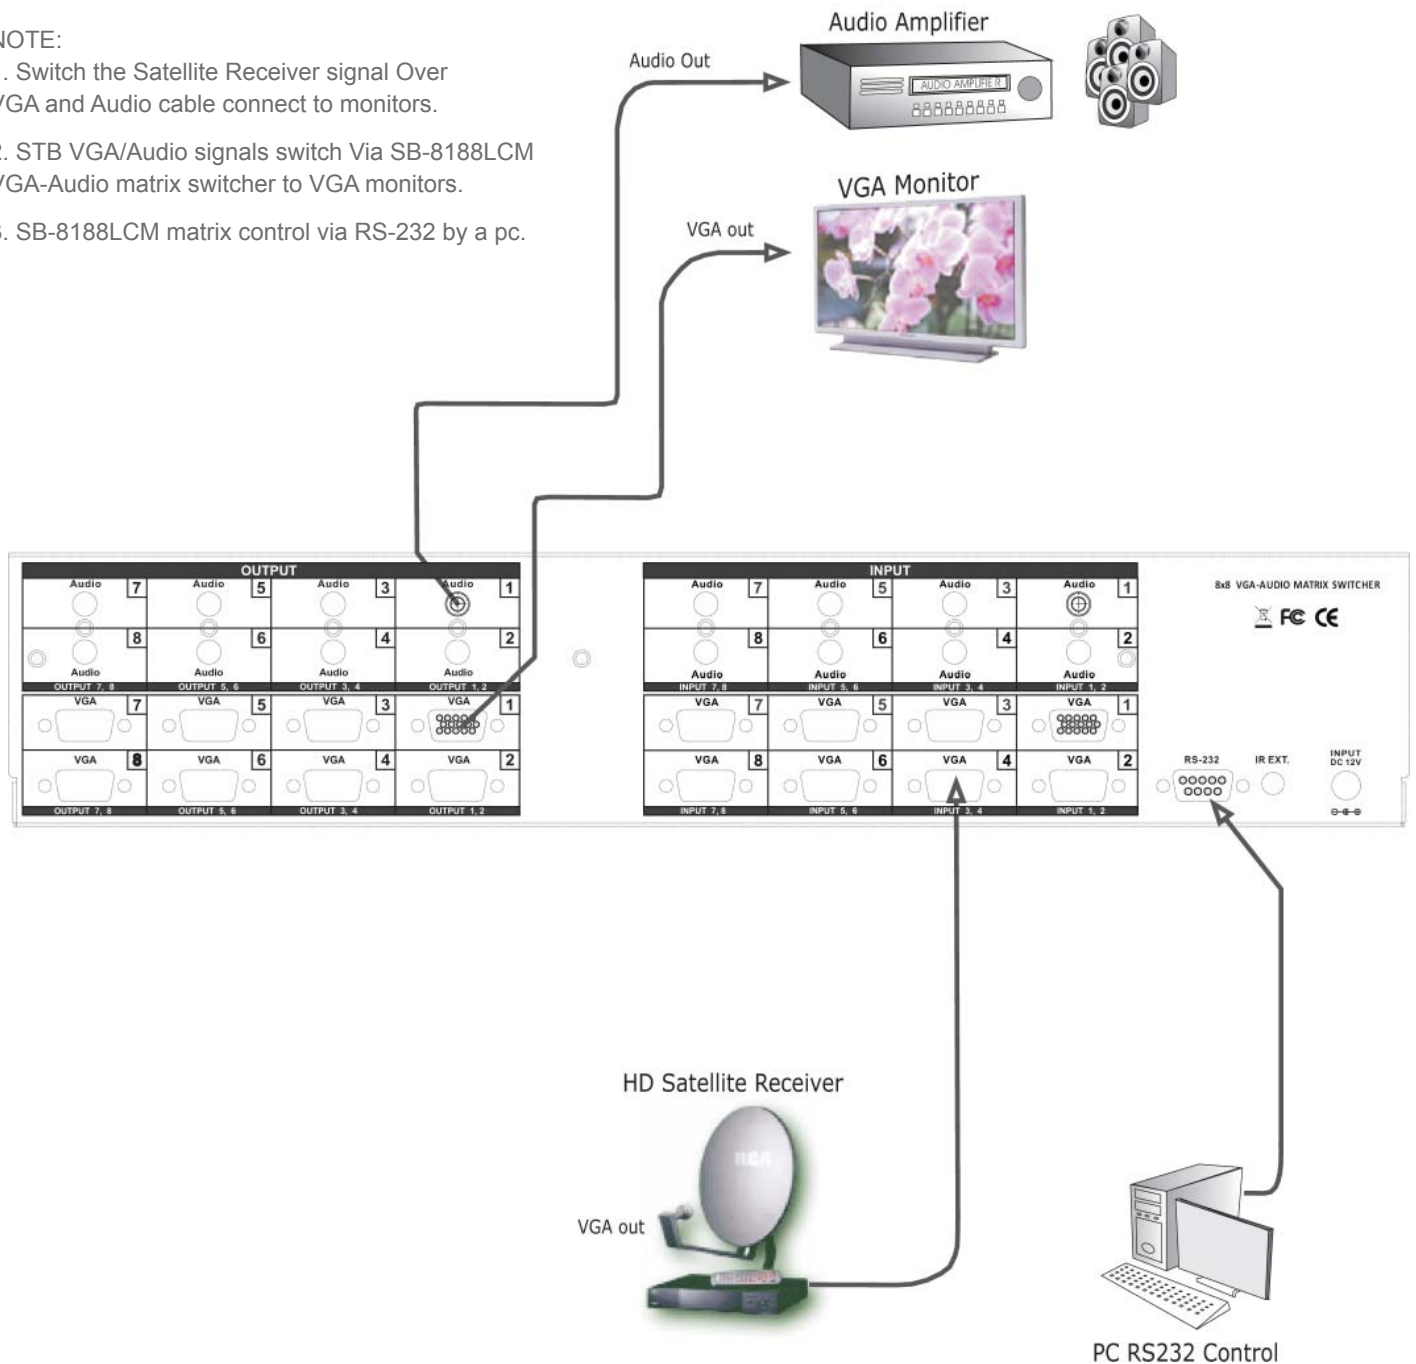 NOTE:
. Switch the Satellite Receiver signal Over
VGA and Audio cable connect to monitors.
2. STB VGA/Audio signals switch Via SB-8188LCM
VGA-Audio matrix switcher to VGA monitors.
3. SB-8188LCM matrix control via RS-232 by a pc.
Audio Amplifier
Audio Out
AUDIO AMPLIFIER
VGA Monitor
VGA out
OUTPUT
Audio 7 Audio 5 Audio 3 Audio 1
8 6 4 2
Audio Audio Audio Audio
OUTPUT 7, 8 OUTPUT 5, 6 OUTPUT 3, 4 OUTPUT 1, 2
VGA 7 VGA 5 VGA 3 VGA 1
VGA 8 VGA 6 VGA 4 VGA 2
OUTPUT 7, 8 OUTPUT 5, 6 OUTPUT 3, 4 OUTPUT 1, 2
INPUT
Audio 7 Audio 5 Audio 3 Audio 1
8 6 4 2
Audio Audio Audio Audio
INPUT 7, 8 INPUT 5, 6 INPUT 3, 4 INPUT 1, 2
VGA 7 VGA 5 VGA 3 VGA 1
VGA 8 VGA 6 VGA 4 VGA 2
INPUT 7, 8 INPUT 5, 6 INPUT 3, 4 INPUT 1, 2
8x8 VGA-AUDIO MATRIX SWITCHER
FC CE
RS-232
IR EXT.
INPUT
DC 12V
HD Satellite Receiver
RCA
VGA out
PC RS232 Control